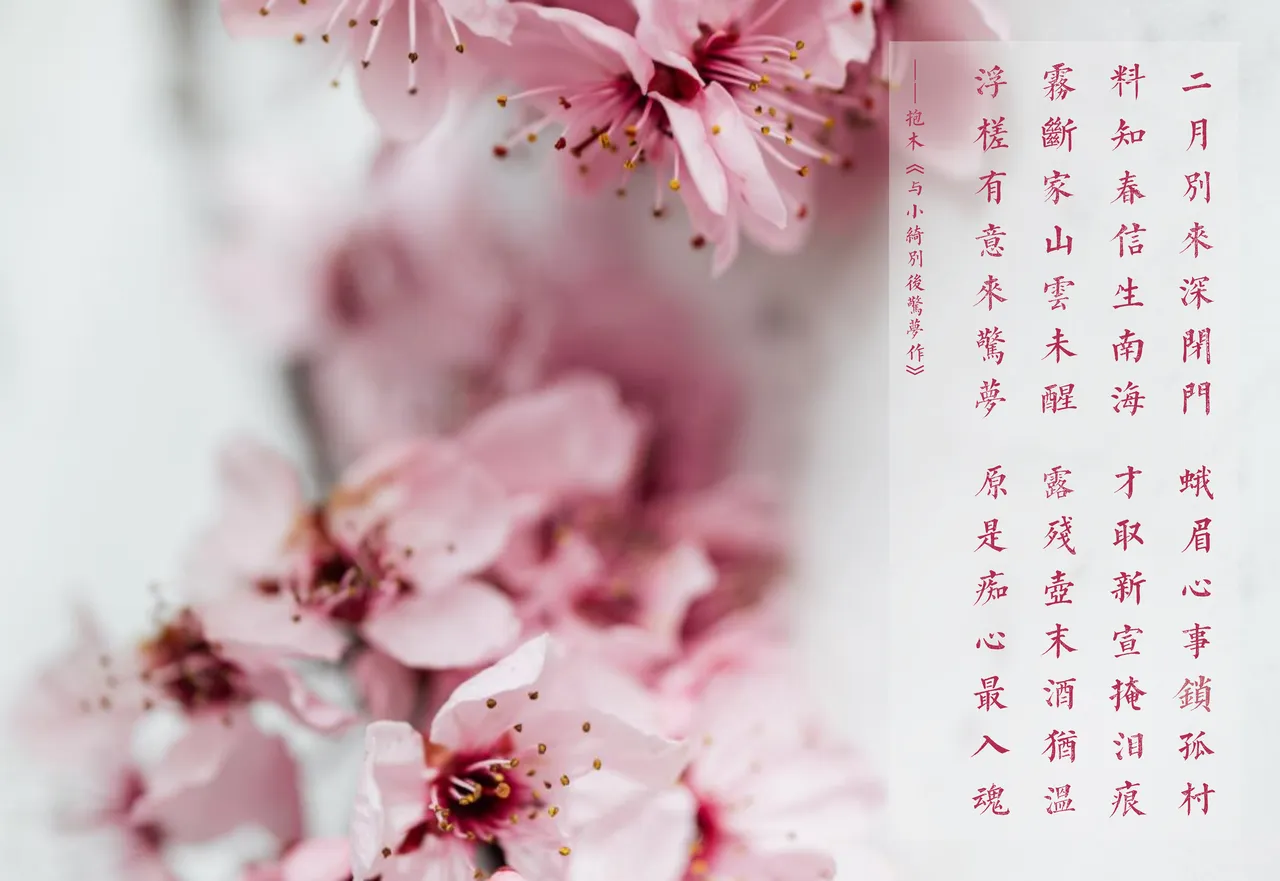 二月別來深閉門 蛾眉心事鎖孤村
料知春信生南海 才取新宣掩泪痕
霧斷家山雲未醒 露殘壺末酒猶溫
浮槎有意來驚夢 原是痴心最入魂
——抱木《与小綺別後驚夢作》